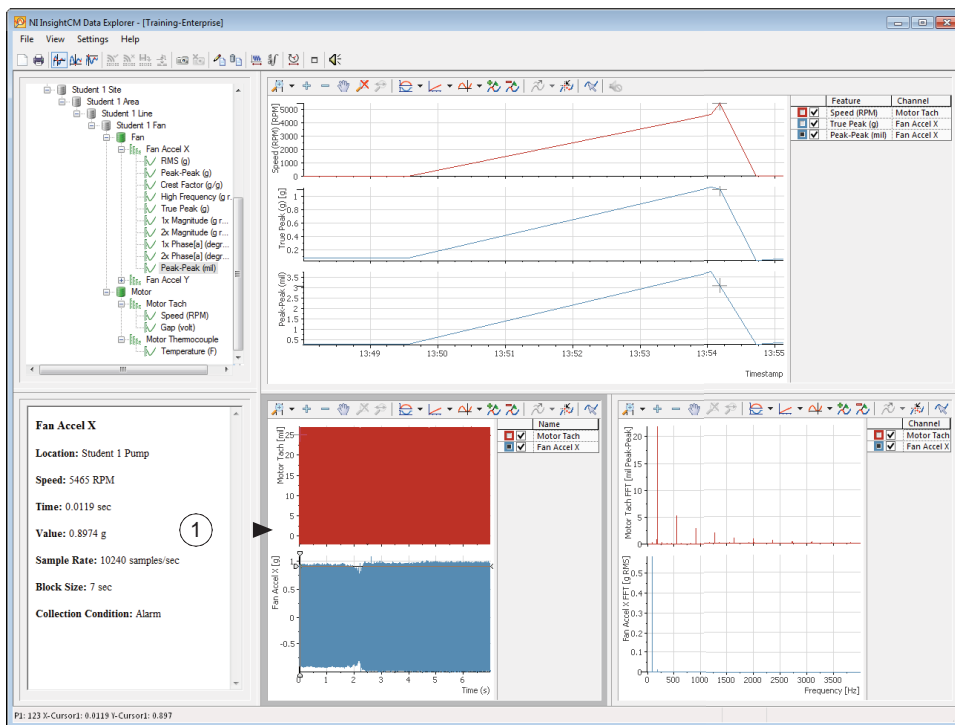 NI InsightCM Data Explorer - [Training-Enterprise]
File View Settings Help
Student 1 Site
Student 1 Area
Student 1 Line
Student 1 Fan
Fan
Fan Accel X
RMS (g)
Peak-Peak (g)
Crest Factor (g/g)
High Frequency (g r...
True Peak (g)
1x Magnitude (g r...
2x Magnitude (g r...
1x Phase[a] (degr...
2x Phase[a] (degr...
Peak-Peak (mil)
Fan Accel Y
Motor
Motor Tach
Speed (RPM)
Gap (volt)
Motor Thermocouple
Temperature (F)
Speed (RPM) [RPM]
5000
4000
3000
2000
1000
0
True Peak (g) [g]
1
0.8
0.6
0.4
0.2
Peak-Peak (mil)
3.5
3
2.5
2
1.5
1
0.5
13:49 13:50 13:51 13:52 13:53 13:54 13:55
Timestamp
Feature Channel
Speed (RPM) Motor Tach
True Peak (g) Fan Accel X
Peak-Peak (mil) Fan Accel X
Fan Accel X
Location: Student 1 Pump
Speed: 5465 RPM
Time: 0.0119 sec
Value: 0.8974 g
Sample Rate: 10240 samples/sec
Block Size: 7 sec
Collection Condition: Alarm
1
Motor Tach [mil]
25
20
15
10
5
0
Fan Accel X [g]
1
0.5
0
-0.5
0 1 2 3 4 5 6
Time (s)
Name
Motor Tach
Fan Accel X
Motor Tach FFT [mil Peak-Peak]
20
15
10
5
0
Fan Accel X FFT [g RMS]
0.5
0.4
0.3
0.2
0.1
0
0 500 1000 1500 2000 2500 3000 3500
Frequency [Hz]
Channel
Motor Tach
Fan Accel X
P1: 123 X-Cursor1: 0.0119 Y-Cursor1: 0.897